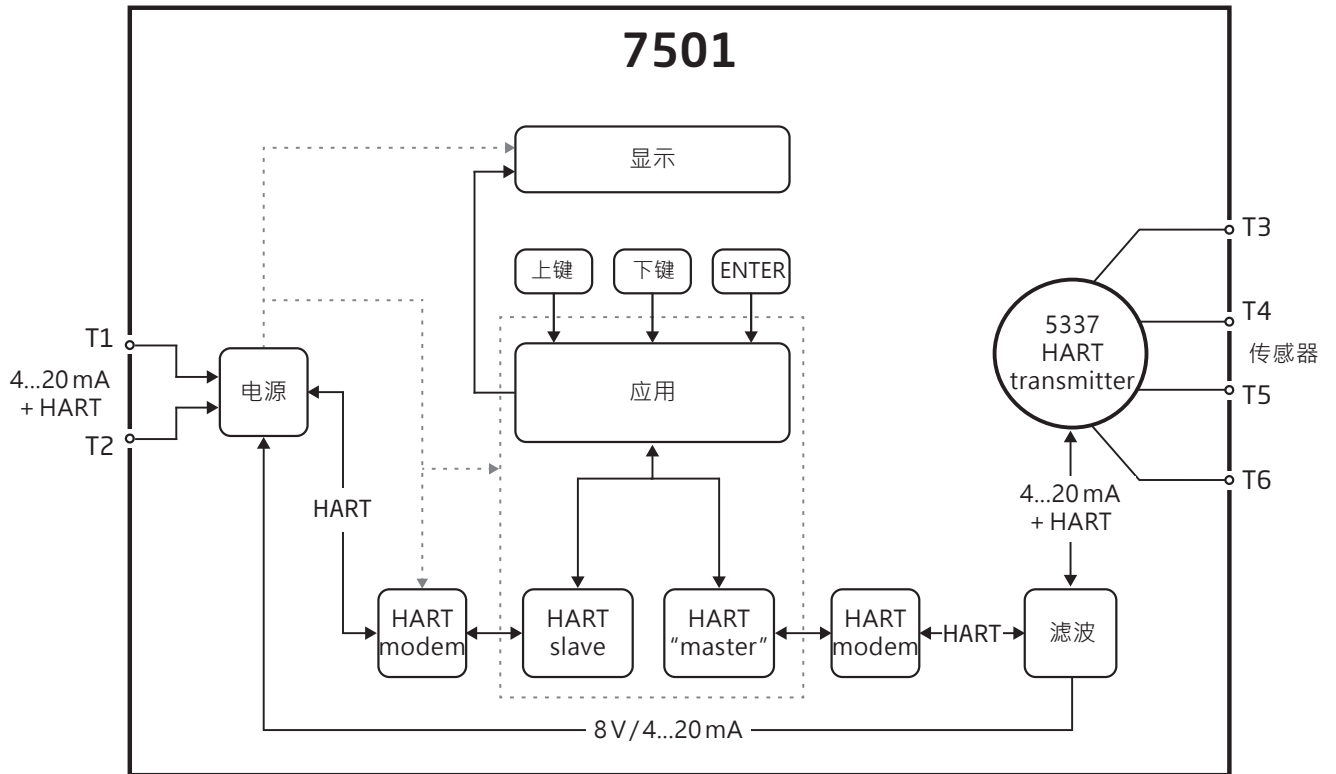 7501
显示
上键
下键
ENTER
T3
T1
4...20 mA
+ HART
T2
电源
应用
5337
HART
transmitter
T4
传感器
T5
T6
HART
4...20 mA
+ HART
HART
modem
HART
slave
HART
“master”
HART
modem
HART
滤波
8 V / 4...20 mA